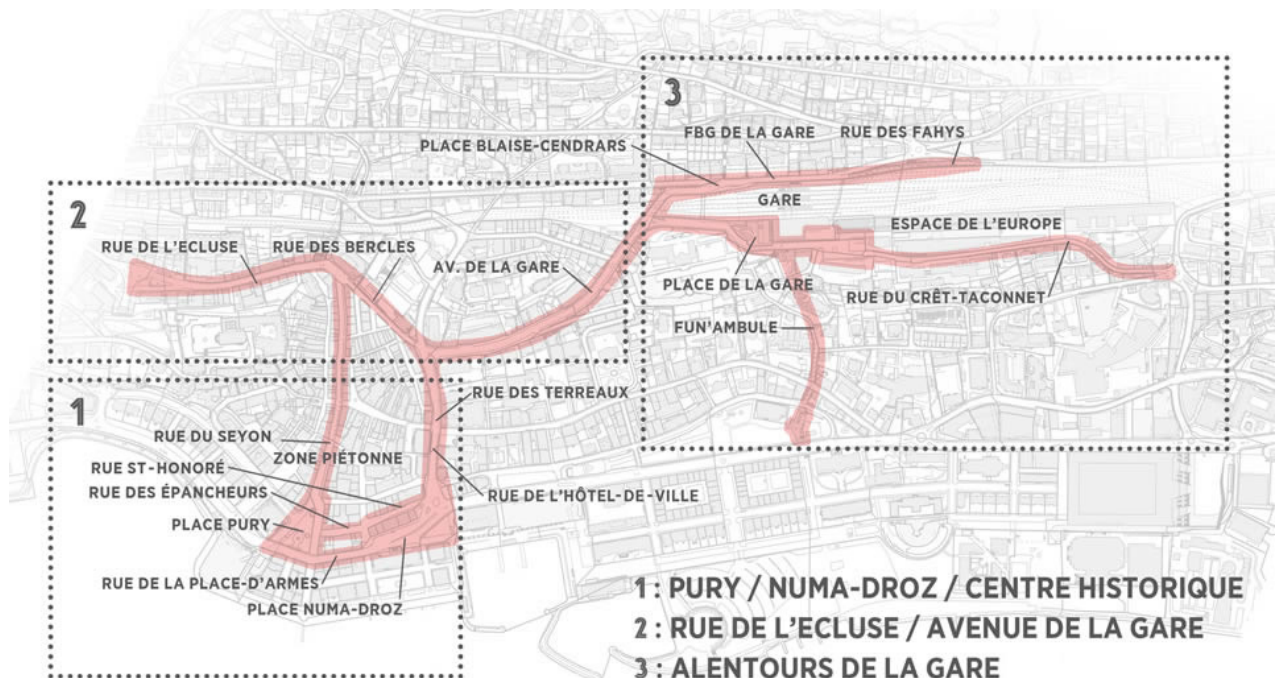 3
FBG DE LA GARE
RUE DES FAHYS
PLACE BLAISE-CENDRARS
GARE
2
RUE DE L'ECLUSE
RUE DES BERCLES
AV. DE LA GARE
ESPACE DE L'EUROPE
PLACE DE LA GARE
RUE DU CRÊT-TACONNET
FUN'AMBULE
1
RUE DES TERREAUX
RUE DU SEYON
ZONE PIÉTONNE
RUE ST-HONORÉ
RUE DES ÉPANCHEURS
RUE DE L'HÔTEL-DE-VILLE
PLACE PURY
RUE DE LA PLACE-D'ARMES
PLACE NUMA-DROZ
1 : PURY / NUMA-DROZ / CENTRE HISTORIQUE
2 : RUE DE L'ECLUSE / AVENUE DE LA GARE
3 : ALENTOURS DE LA GARE